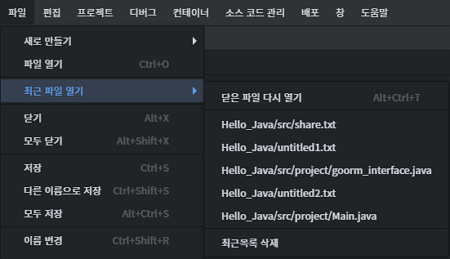 파일 편집 프로젝트 디버그 컨테이너 소스 코드 관리 배포 창 도움말
새로 만들기
파일 열기 Ctrl+O
최근 파일 열기
닫기 Alt+X
모두 닫기 Alt+Shift+X
저장 Ctrl+S
다른 이름으로 저장 Ctrl+Shift+S
모두 저장 Alt+Ctrl+S
이름 변경 Ctrl+Shift+R
닫은 파일 다시 열기 Alt+Ctrl+T
Hello_Java/src/share.txt
Hello_Java/untitled1.txt
Hello_Java/src/project/goorm_interface.java
Hello_Java/untitled2.txt
Hello_Java/src/project/Main.java
최근목록 삭제